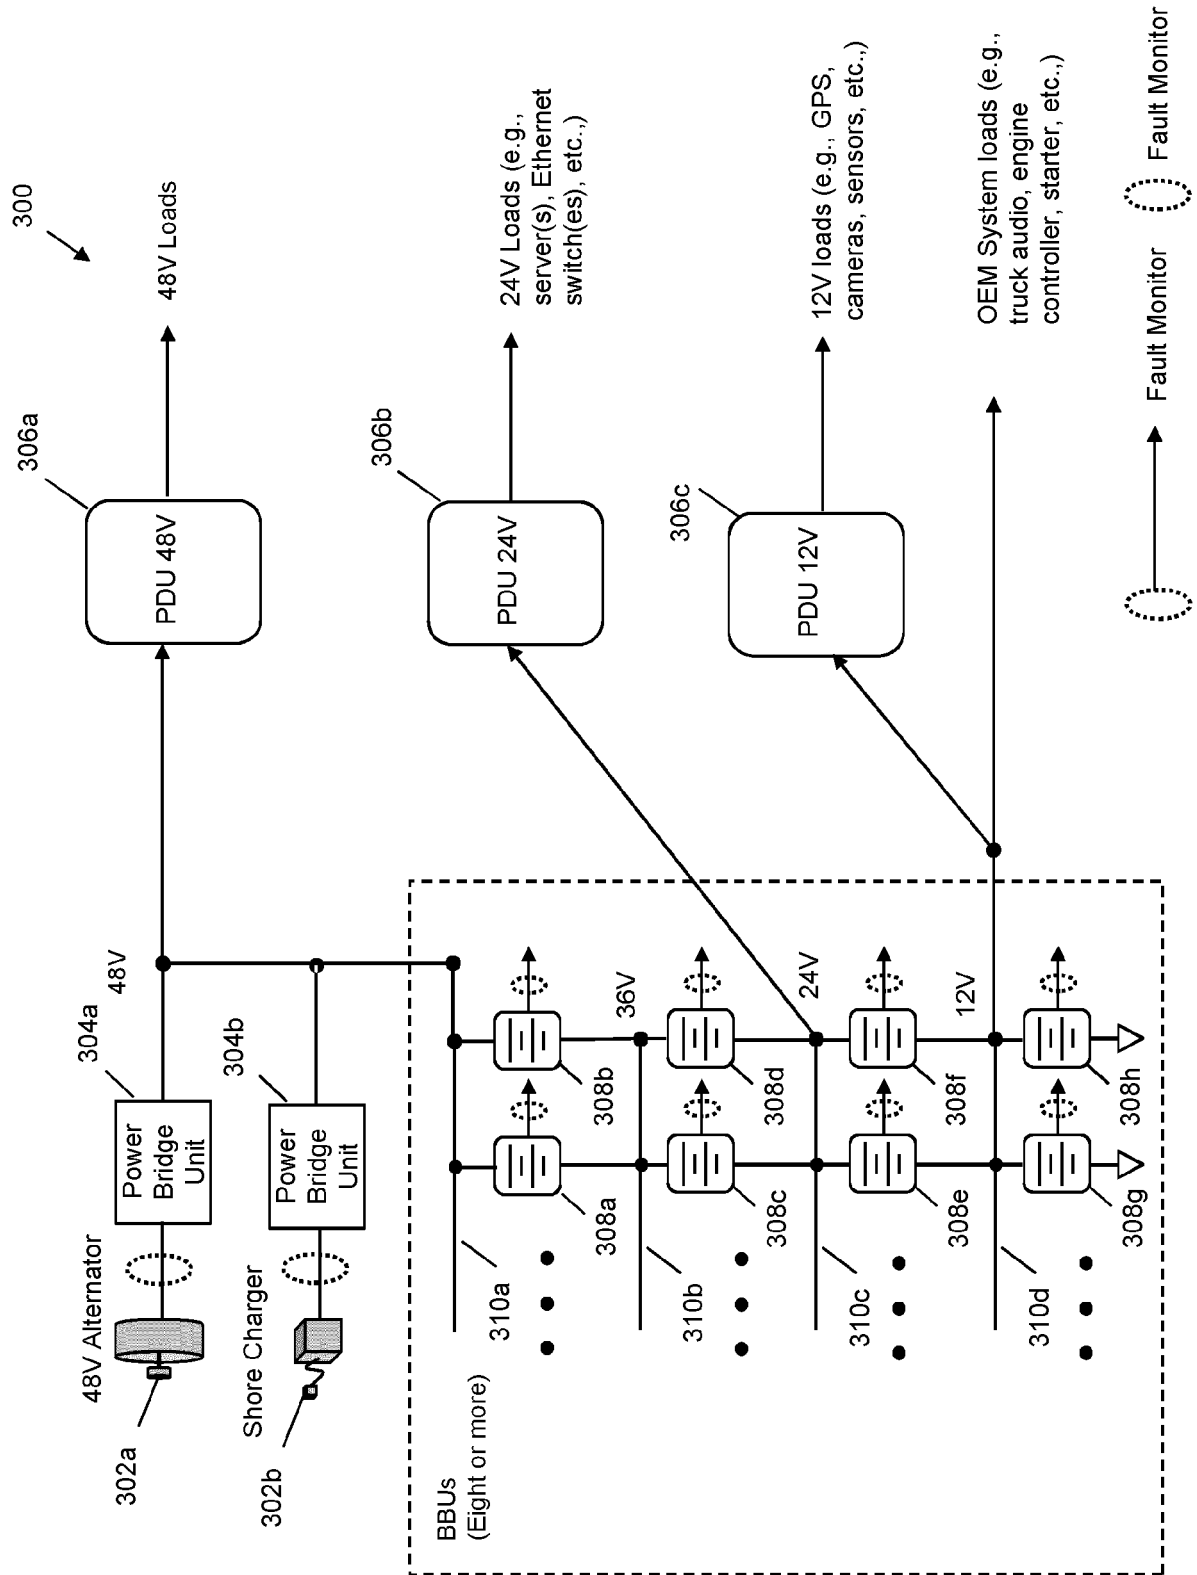 300
48V Alternator
302a
304a
Power
Bridge
Unit
48V
306a
PDU 48V
48V Loads
Shore Charger
302b
304b
Power
Bridge
Unit
306b
PDU 24V
24V Loads (e.g.,
server(s), Ethernet
switch(es), etc.,)
BBUs
(Eight or more)
310a
308a
308b
36V
310b
308c
308d
24V
306c
PDU 12V
12V loads (e.g., GPS,
cameras, sensors, etc.,)
310c
308e
308f
12V
OEM System loads (e.g.,
truck audio, engine
controller, starter, etc.,)
310d
308g
308h
Fault Monitor
Fault Monitor